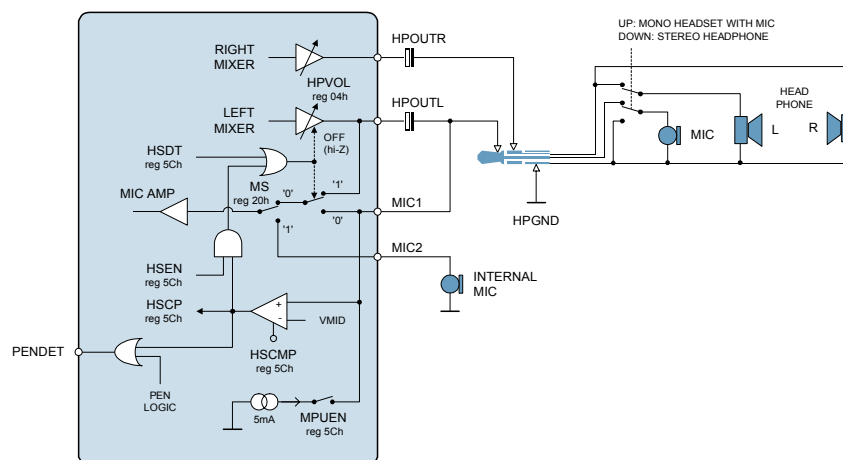 UP: MONO HEADSET WITH MIC
DOWN: STEREO HEADPHONE
HPOUTR
RIGHT
MIXER
HPVOL
reg 04h
HPOUTL
LEFT
MIXER
OFF
(hi-Z)
HEAD
PHONE
MIC
L
R
HSDT
reg 5Ch
MS
reg 20h
'0'
'1'
MIC AMP
MIC1
'0'
'1'
HPGND
MIC2
HSEN
reg 5Ch
INTERNAL
MIC
HSCP
reg 5Ch
+
-
VMID
HSCMP
reg 5Ch
PENDET
PEN
LOGIC
5mA
MPUEN
reg 5Ch